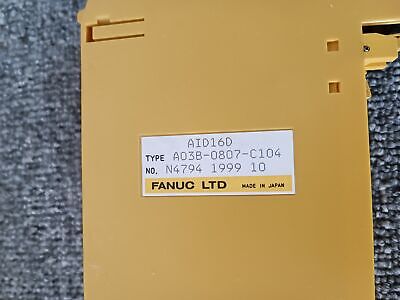 AID16D
TYPE A03B-0807-C104
NO. N4794 1999 10
FANUC LTD MADE IN JAPAN